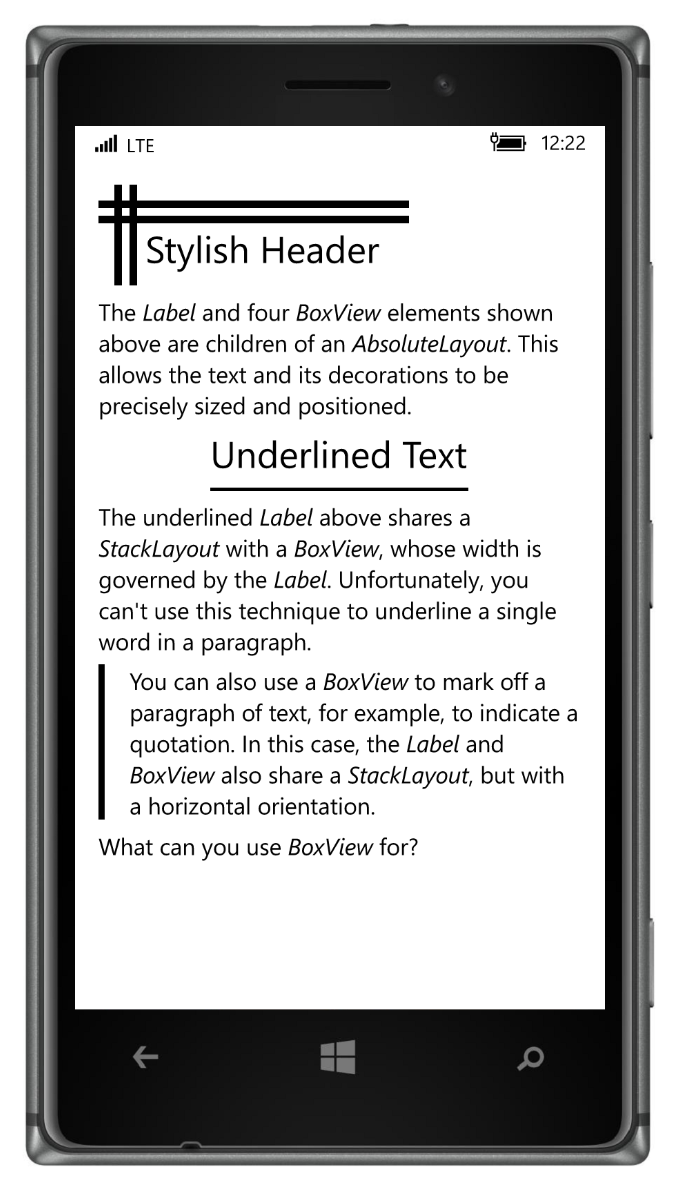 LTE
12:22
Stylish Header
The Label and four BoxView elements shown
above are children of an AbsoluteLayout. This
allows the text and its decorations to be
precisely sized and positioned.
Underlined Text
The underlined Label above shares a
StackLayout with a BoxView, whose width is
governed by the Label. Unfortunately, you
can't use this technique to underline a single
word in a paragraph.
You can also use a BoxView to mark off a
paragraph of text, for example, to indicate a
quotation. In this case, the Label and
BoxView also share a StackLayout, but with
a horizontal orientation.
What can you use BoxView for?